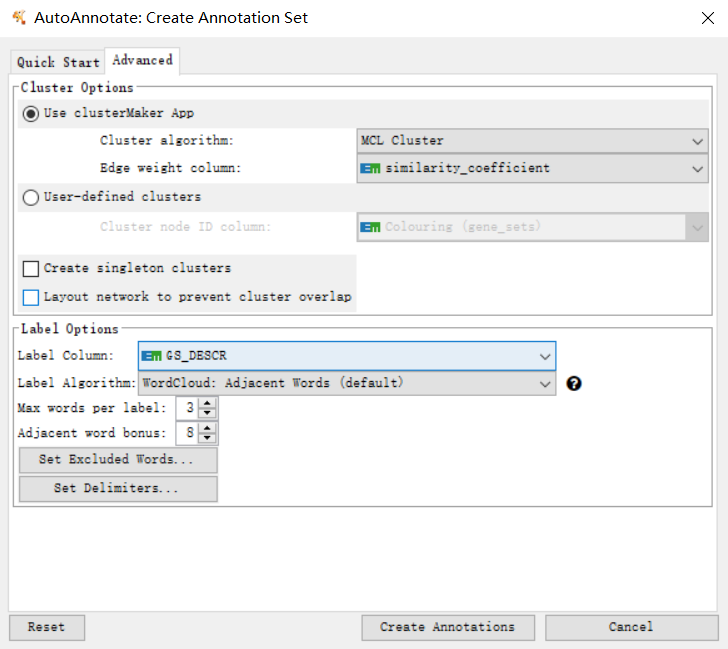 AutoAnnotate: Create Annotation Set
Quick Start Advanced
Cluster Options
Use clusterMaker App
Cluster algorithm: MCL Cluster
Edge weight column: EM similarity_coefficient
User-defined clusters
Cluster node ID column: EM Colouring (gene_sets)
Create singleton clusters
Layout network to prevent cluster overlap
Label Options
Label Column: EM GS_DESCR
Label Algorithm: WordCloud: Adjacent Words (default) ?
Max words per label: 3
Adjacent word bonus: 8
Set Excluded Words...
Set Delimiters...
Reset Create Annotations Cancel